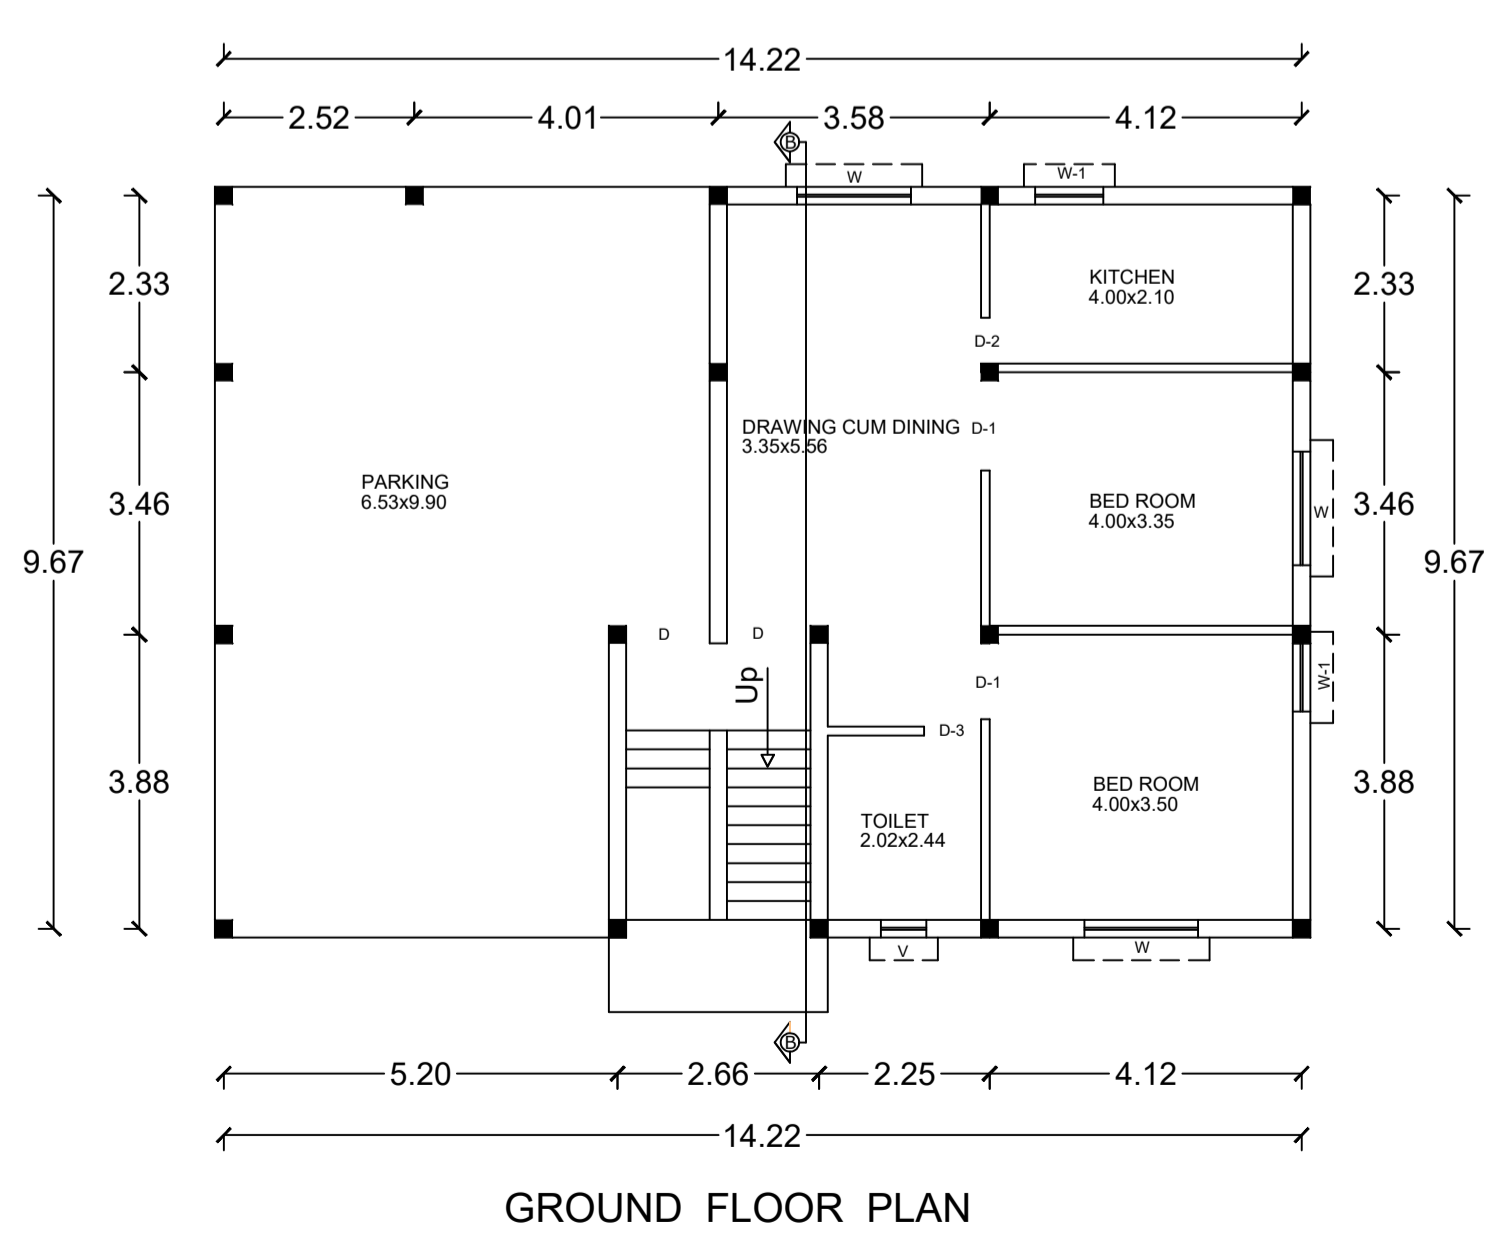 14.22
2.52 4.01 3.58 4.12
B
W W-1
2.33 2.33
KITCHEN
4.00x2.10
D-2
DRAWING CUM DINING D-1
3.35x5.56
PARKING
6.53x9.90
3.46 3.46
BED ROOM
4.00x3.35
W
9.67 9.67
D D
Up
D-1
W-1
D-3
3.88 3.88
BED ROOM
4.00x3.50
TOILET
2.02x2.44
V W
B
5.20 2.66 2.25 4.12
14.22
GROUND FLOOR PLAN